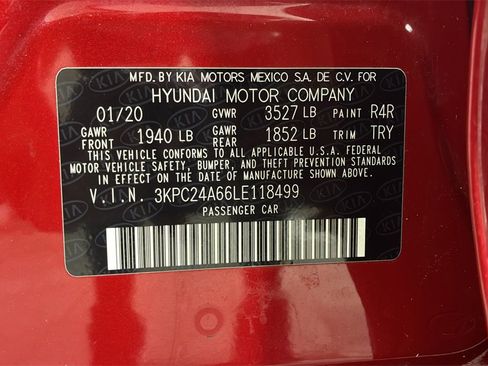 MFD. BY KIA MOTORS MEXICO S.A. DE C.V. FOR
HYUNDAI MOTOR COMPANY
01/20 GVWR 3527 LB PAINT R4R
GAWR FRONT 1940 LB GAWR REAR 1852 LB TRIM TRY
THIS VEHICLE CONFORMS TO ALL APPLICABLE U.S.A. FEDERAL
MOTOR VEHICLE SAFETY, BUMPER, AND THEFT PREVENTION STANDARDS
IN EFFECT ON THE DATE OF MANUFACTURE SHOWN ABOVE.
V.I.N. 3KPC24A66LE118499
PASSENGER CAR